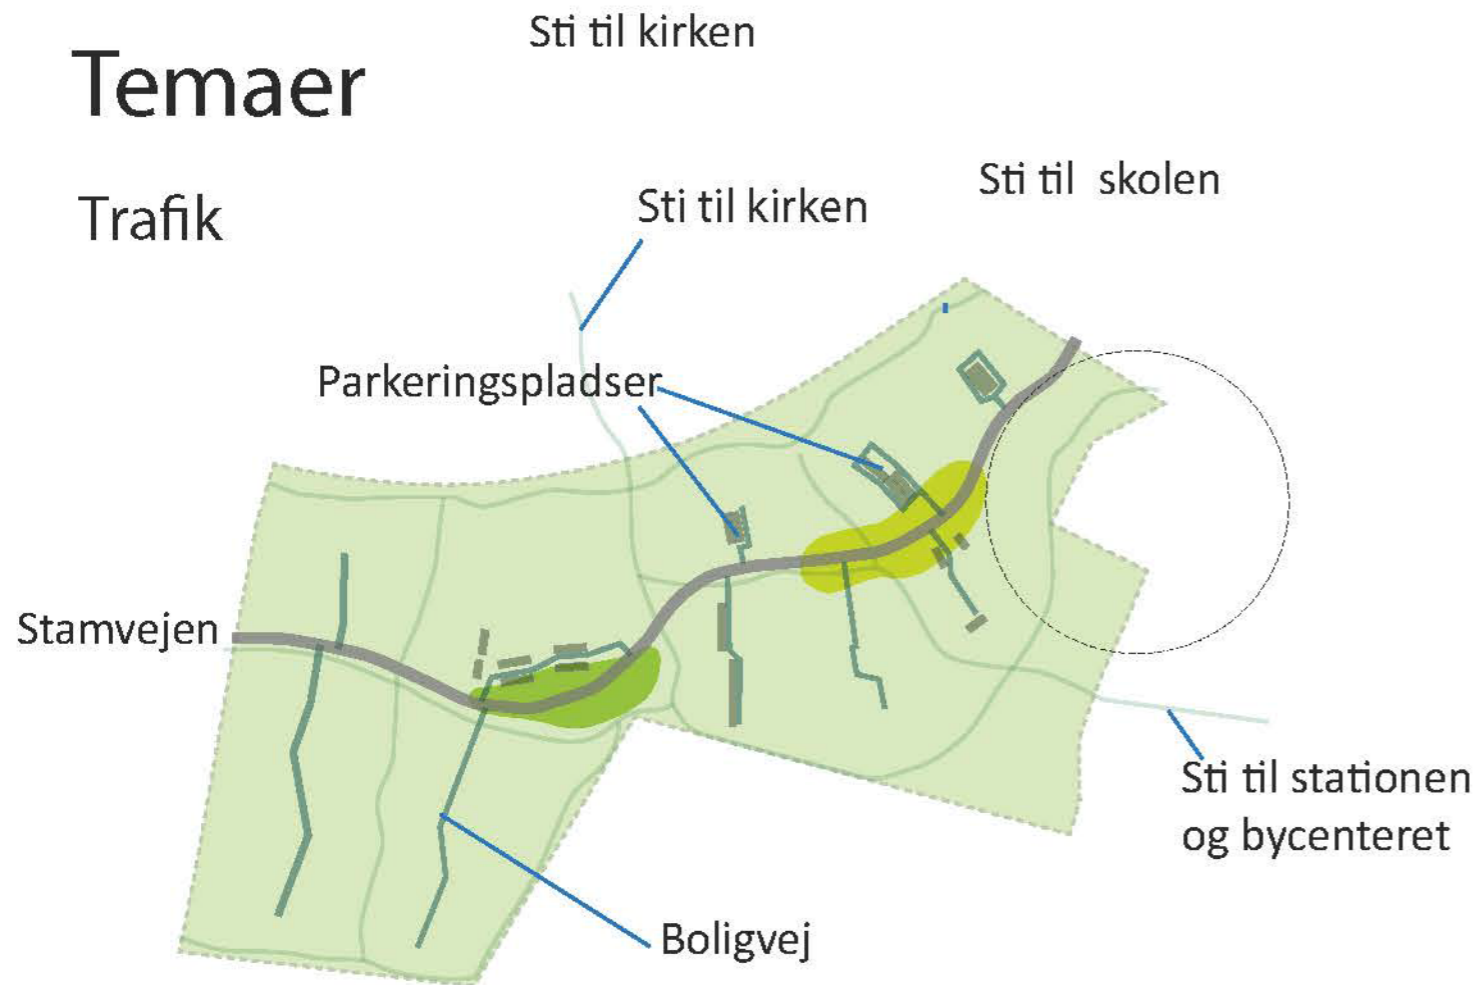 Sti til kirken
Temaer
Sti til skolen
Sti til kirken
Trafik
Parkeringspladser
Stamvejen
Sti til stationen
og bycenteret
Boligvej